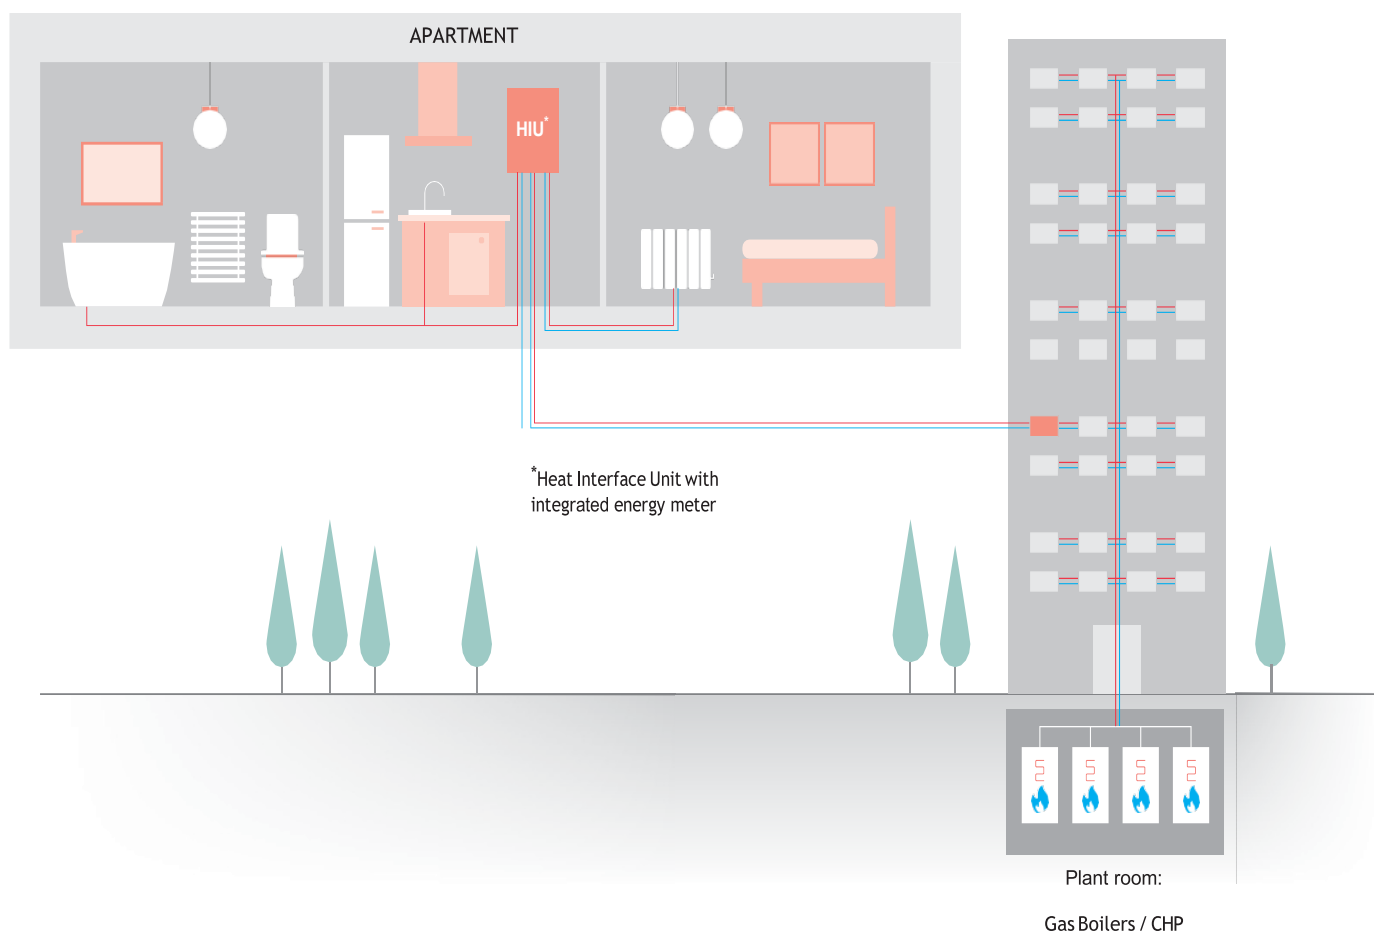 APARTMENT
HIU*
*Heat Interface Unit with
integrated energy meter
Plant room:
Gas Boilers / CHP